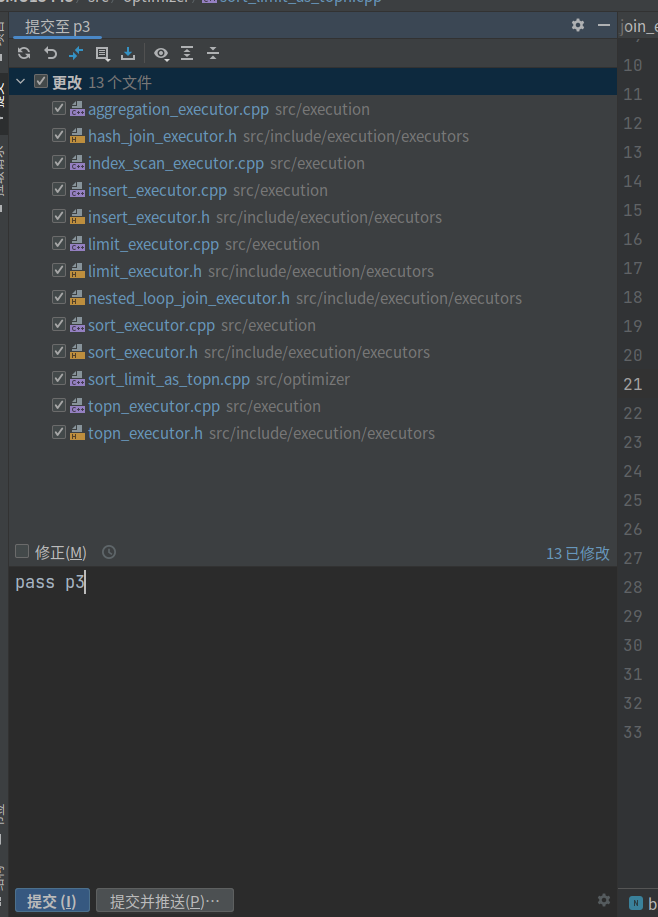 optimizer sort_limit_as_topn.cpp
提交至 p3
join_e
更改 13 个文件
aggregation_executor.cpp src/execution
hash_join_executor.h src/include/execution/executors
index_scan_executor.cpp src/execution
insert_executor.cpp src/execution
insert_executor.h src/include/execution/executors
limit_executor.cpp src/execution
limit_executor.h src/include/execution/executors
nested_loop_join_executor.h src/include/execution/executors
sort_executor.cpp src/execution
sort_executor.h src/include/execution/executors
sort_limit_as_topn.cpp src/optimizer
topn_executor.cpp src/execution
topn_executor.h src/include/execution/executors
修正(M)
13 已修改
pass p3
提交 (I)
提交并推送(P)···
10
11
12
13
14
15
16
17
18
19
20
21
22
23
24
25
26
27
28
29
30
31
32
33
N b